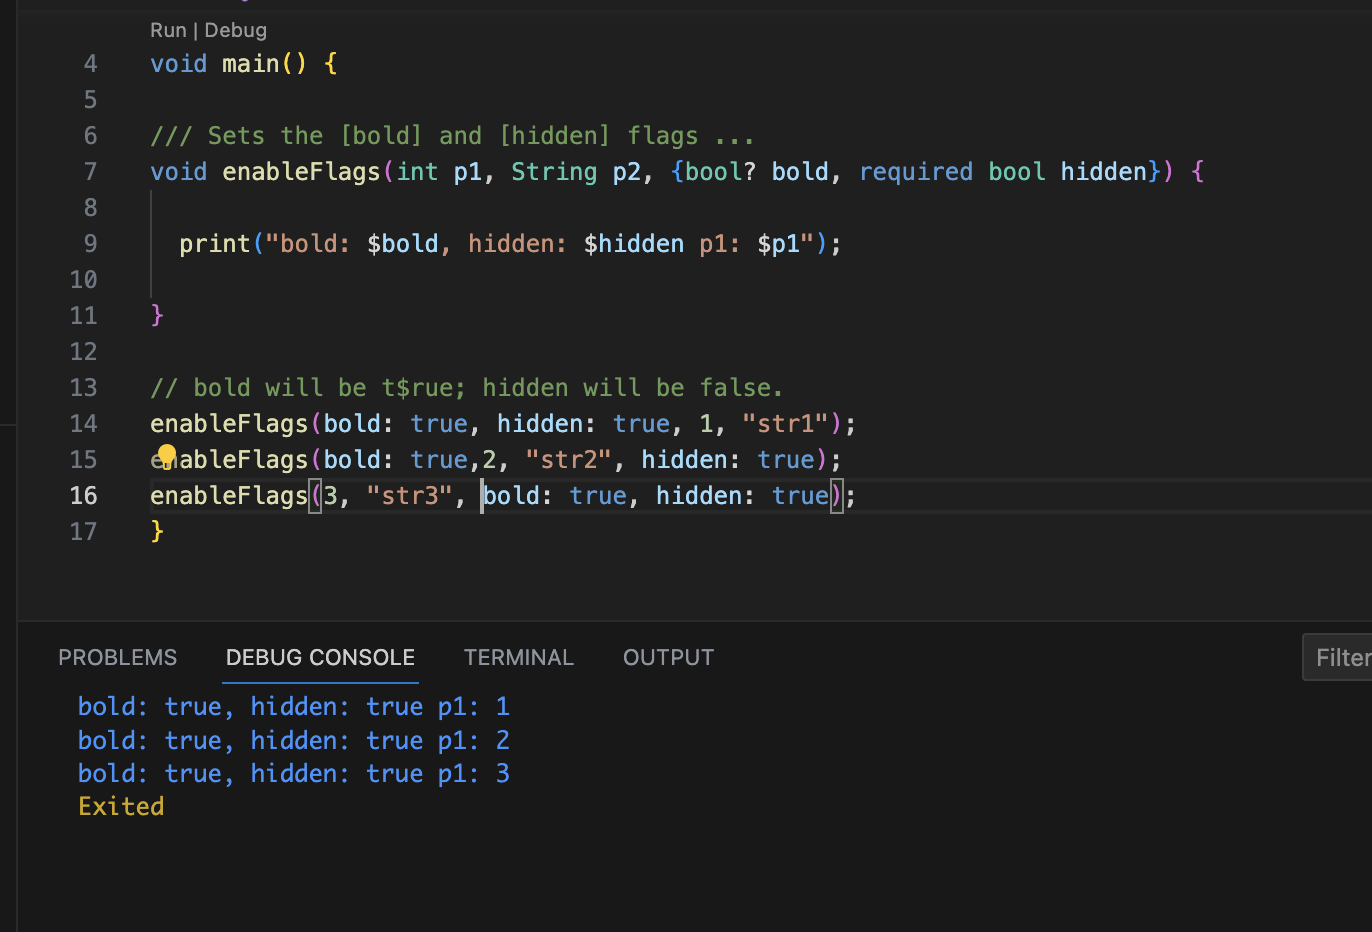 Run | Debug
4 void main() {
5
6 /// Sets the [bold] and [hidden] flags ...
7 void enableFlags(int p1, String p2, {bool? bold, required bool hidden}) {
8
9 print("bold: $bold, hidden: $hidden p1: $p1");
10
11 }
12
13 // bold will be t$rue; hidden will be false.
14 enableFlags(bold: true, hidden: true, 1, "str1");
15 enableFlags(bold: true,2, "str2", hidden: true);
16 enableFlags(3, "str3", bold: true, hidden: true);
17 }
PROBLEMS DEBUG CONSOLE TERMINAL OUTPUT Filter
bold: true, hidden: true p1: 1
bold: true, hidden: true p1: 2
bold: true, hidden: true p1: 3
Exited